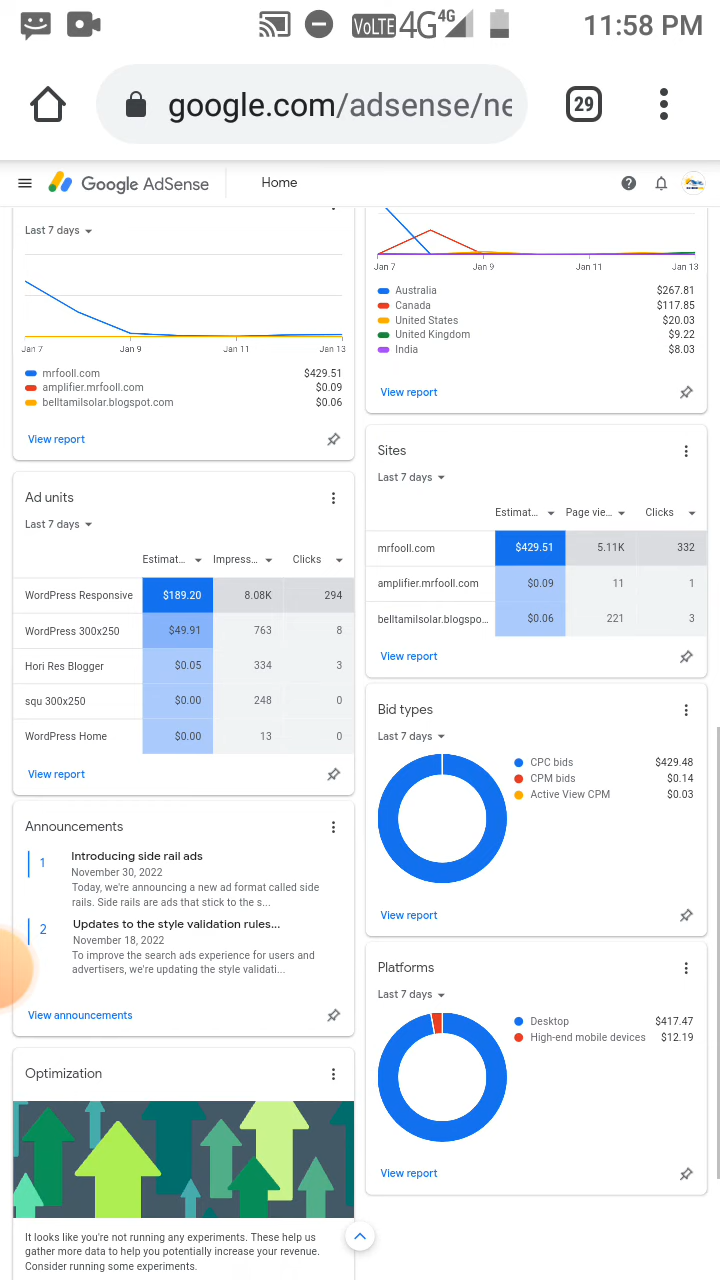 VoLTE 4G 4G 11:58 PM
google.com/adsense/ne
29
Google AdSense
Home
Last 7 days
Jan 7 Jan 9 Jan 11 Jan 13
mrfooll.com $429.51
amplifier.mrfooll.com $0.09
belltamilsolar.blogspot.com $0.06
View report
Ad units
Last 7 days
Estimat... Impress... Clicks
WordPress Responsive $189.20 8.08K 294
WordPress 300x250 $49.91 763 8
Hori Res Blogger $0.05 334 3
squ 300x250 $0.00 248 0
WordPress Home $0.00 13 0
View report
Announcements
1 Introducing side rail ads
November 30, 2022
Today, we're announcing a new ad format called side
rails. Side rails are ads that stick to the s...
2 Updates to the style validation rules...
November 18, 2022
To improve the search ads experience for users and
advertisers, we're updating the style validati...
View announcements
Optimization
It looks like you're not running any experiments. These help us
gather more data to help you potentially increase your revenue.
Consider running some experiments.
Jan 7 Jan 9 Jan 11 Jan 13
Australia $267.81
Canada $117.85
United States $20.03
United Kingdom $9.22
India $8.03
View report
Sites
Last 7 days
Estimat... Page vie... Clicks
mrfooll.com $429.51 5.11K 332
amplifier.mrfooll.com $0.09 11 1
belltamilsolar.blogspo... $0.06 221 3
View report
Bid types
Last 7 days
CPC bids $429.48
CPM bids $0.14
Active View CPM $0.03
View report
Platforms
Last 7 days
Desktop $417.47
High-end mobile devices $12.19
View report